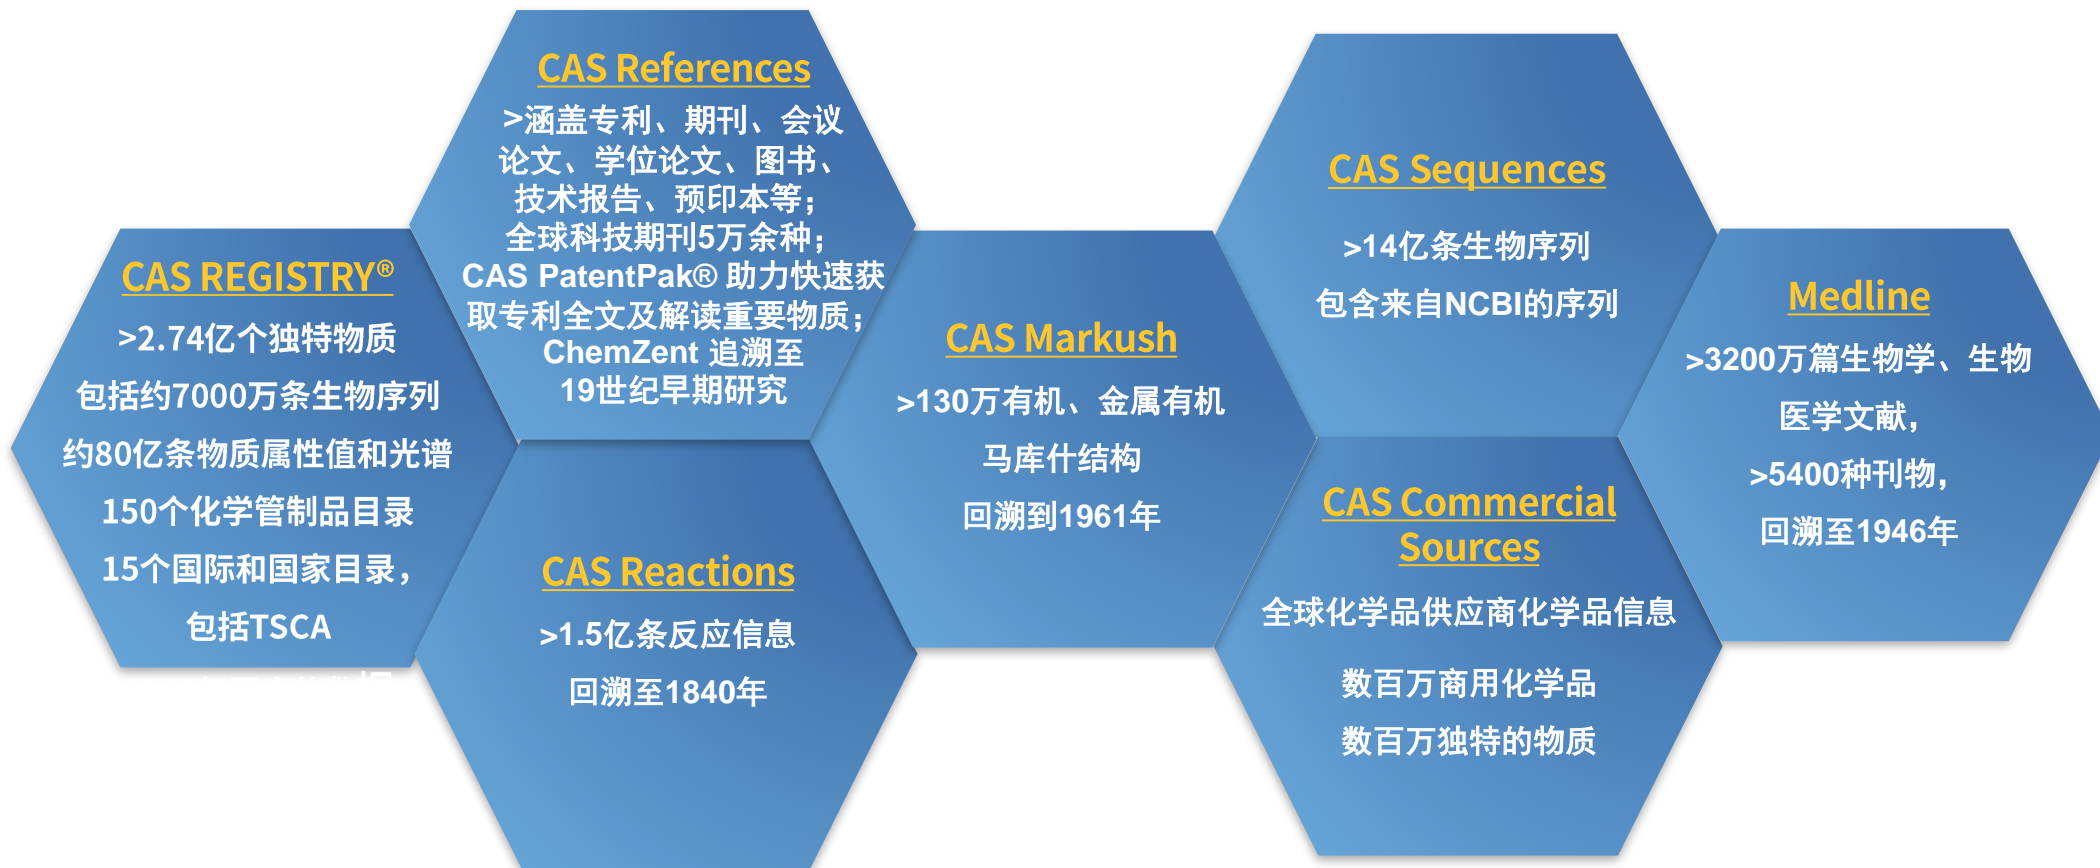 CAS REGISTRY®
>2.74亿个独特物质
包括约7000万条生物序列
约80亿条物质属性值和光谱
150个化学管制品目录
15个国际和国家目录，
包括TSCA
CAS References
>涵盖专利、期刊、会议
论文、学位论文、图书、
技术报告、预印本等；
全球科技期刊5万余种；
CAS PatentPak® 助力快速获
取专利全文及解读重要物质；
ChemZent 追溯至
19世纪早期研究
CAS Reactions
>1.5亿条反应信息
回溯至1840年
CAS Markush
>130万有机、金属有机
马库什结构
回溯到1961年
CAS Sequences
>14亿条生物序列
包含来自NCBI的序列
CAS Commercial
Sources
全球化学品供应商化学品信息
数百万商用化学品
数百万独特的物质
Medline
>3200万篇生物学、生物
医学文献，
>5400种刊物，
回溯至1946年